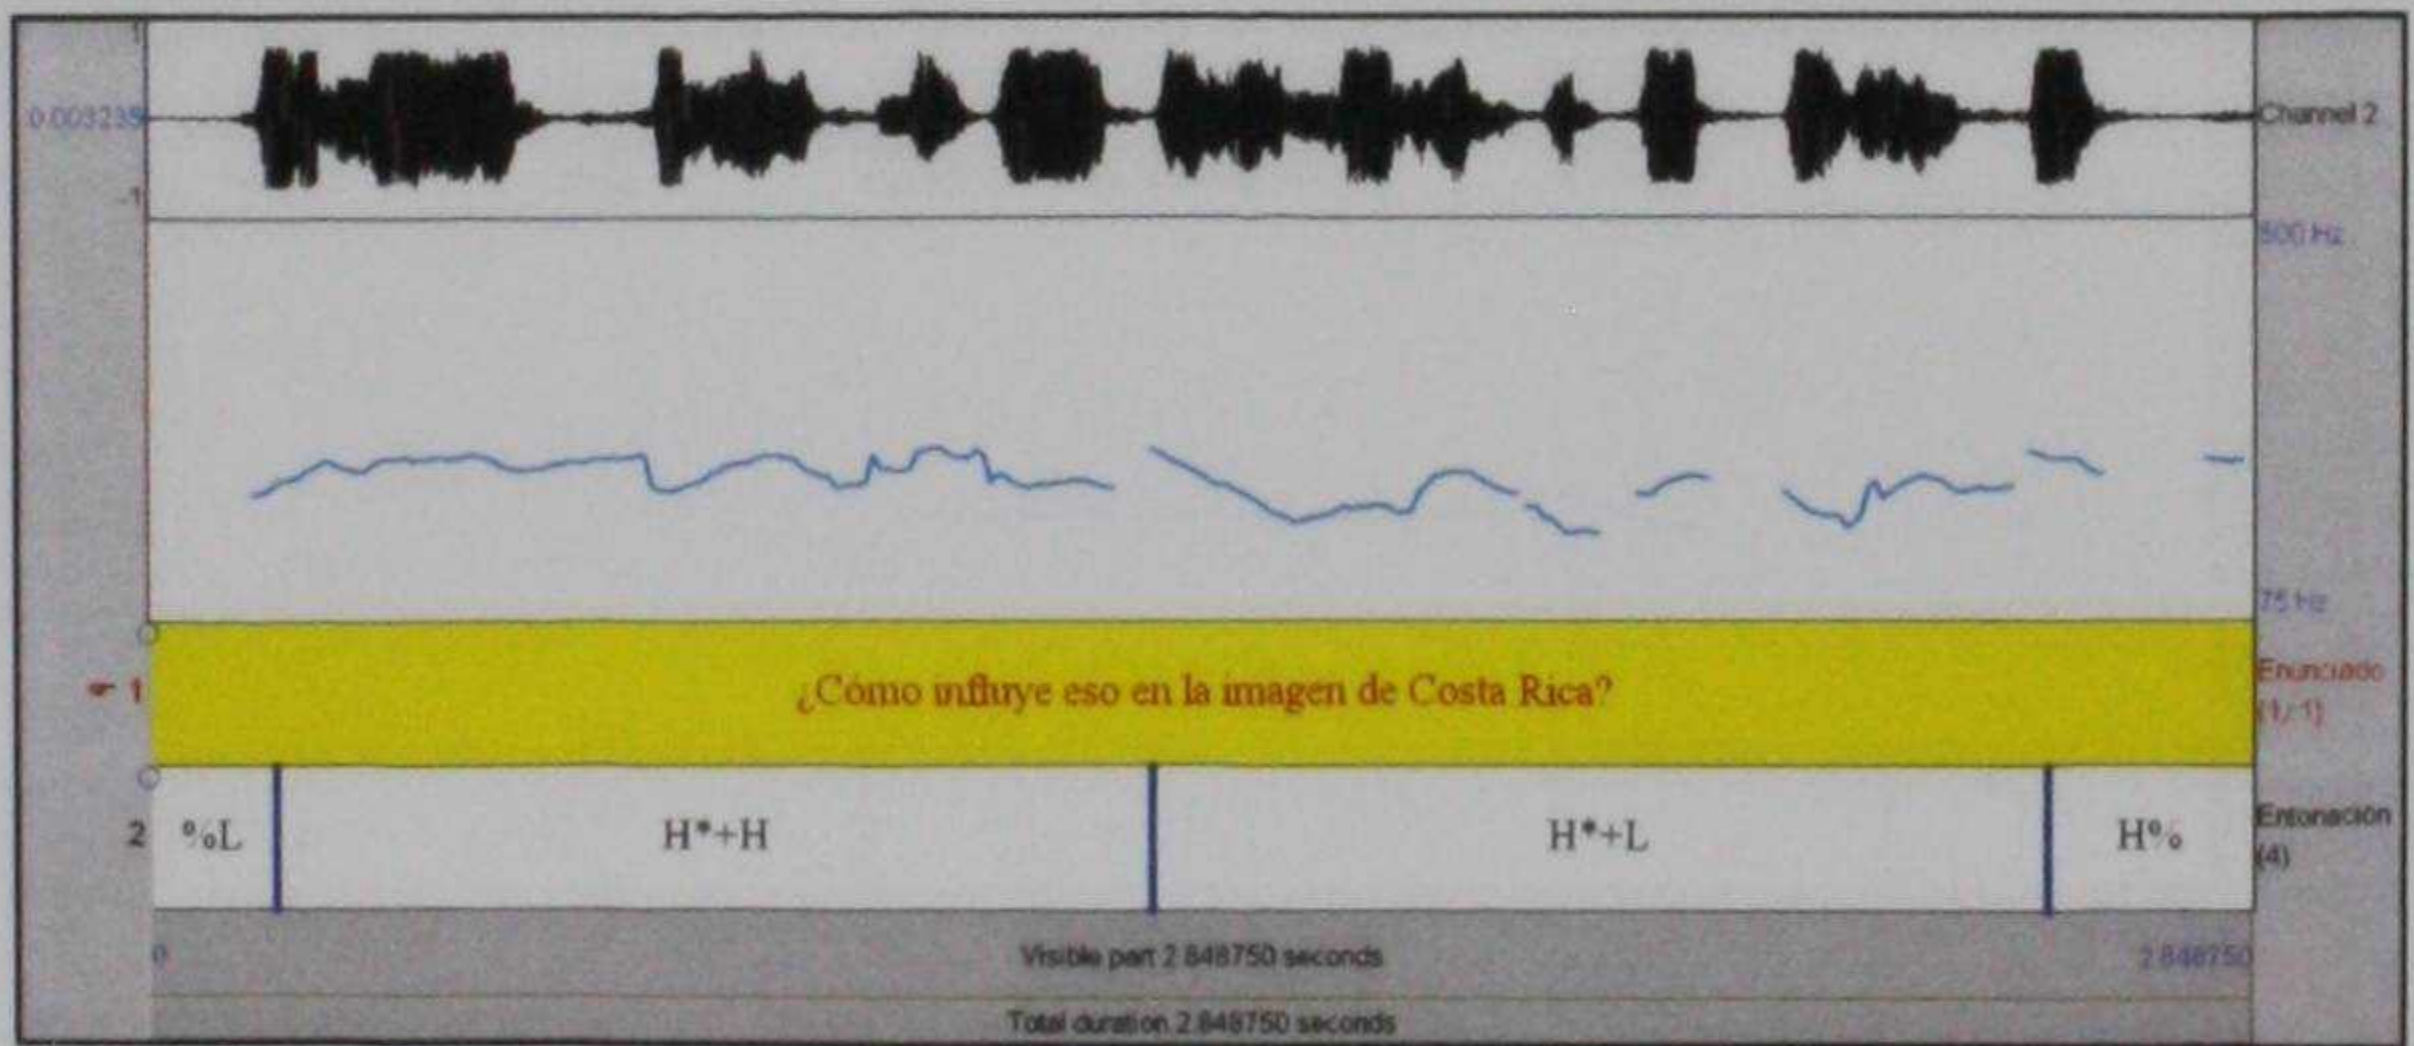 1
0.003239
Channel 2
-1
500 Hz
75 Hz
1
¿Cómo influye eso en la imagen de Costa Rica?
Enunciado
(1/1)
2
%L
H*+H
H*+L
H%
Entonación
(4)
0
Visible part 2.848750 seconds
2.848750
Total duration 2.848750 seconds